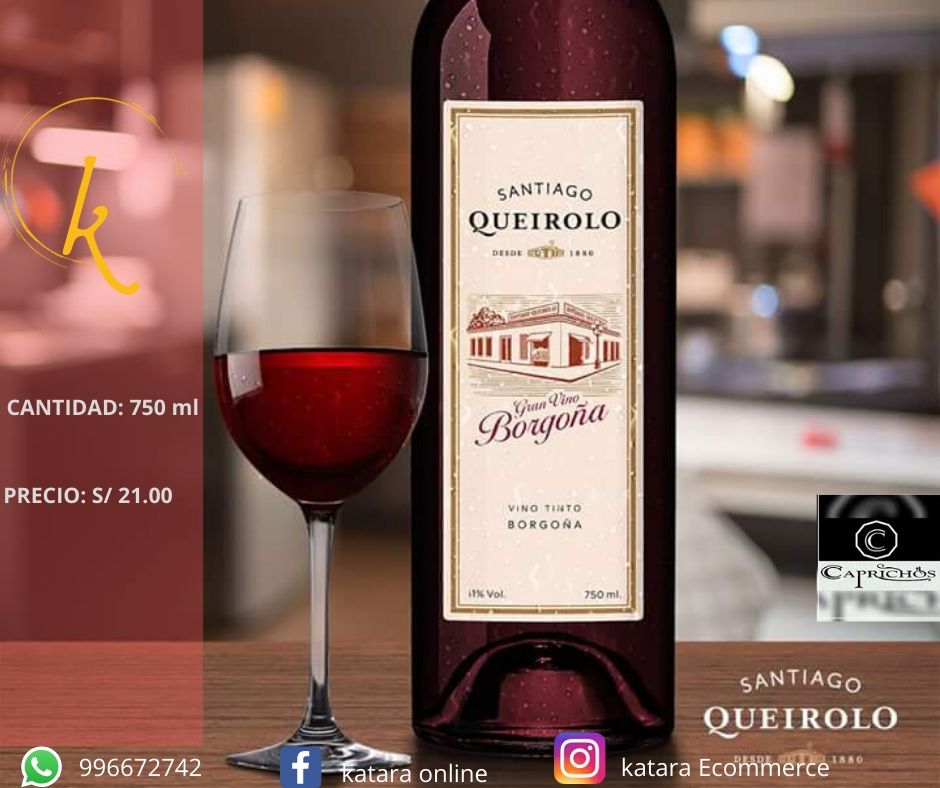 k
CANTIDAD: 750 ml
PRECIO: S/ 21.00
SANTIAGO
QUEIROLO
DESDE 1880
Gran Vino
Borgoña
VINO TINTO
BORGOÑA
11% Vol. 750 ml.
C
CAPRICHOS
SANTIAGO
QUEIROLO
DESDE 1880
996672742
katara online
katara Ecommerce